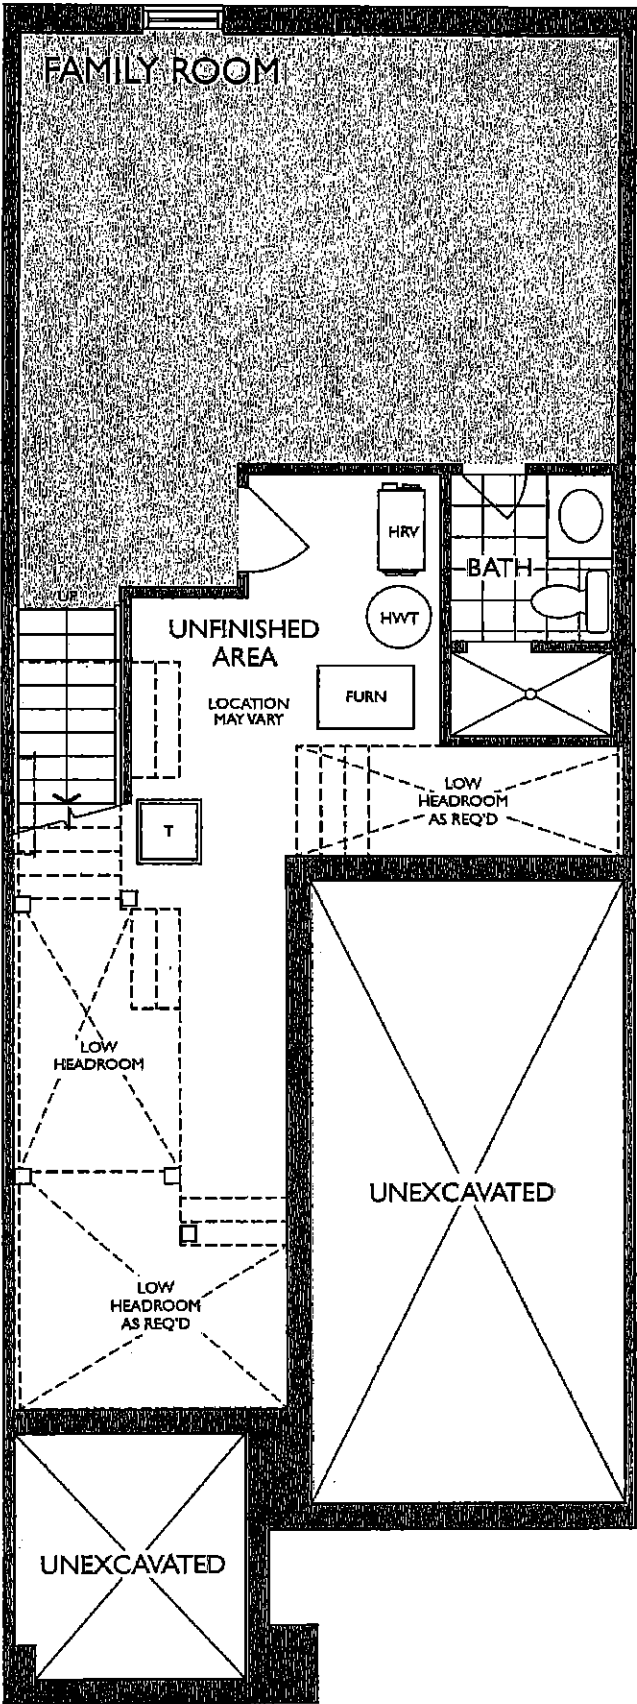 FAMILY ROOM
HRV
BATH
UP
HWT
UNFINISHED
AREA
LOCATION
MAY VARY
FURN
LOW
HEADROOM
AS REQ'D
T
LOW
HEADROOM
UNEXCAVATED
LOW
HEADROOM
AS REQ'D
UNEXCAVATED